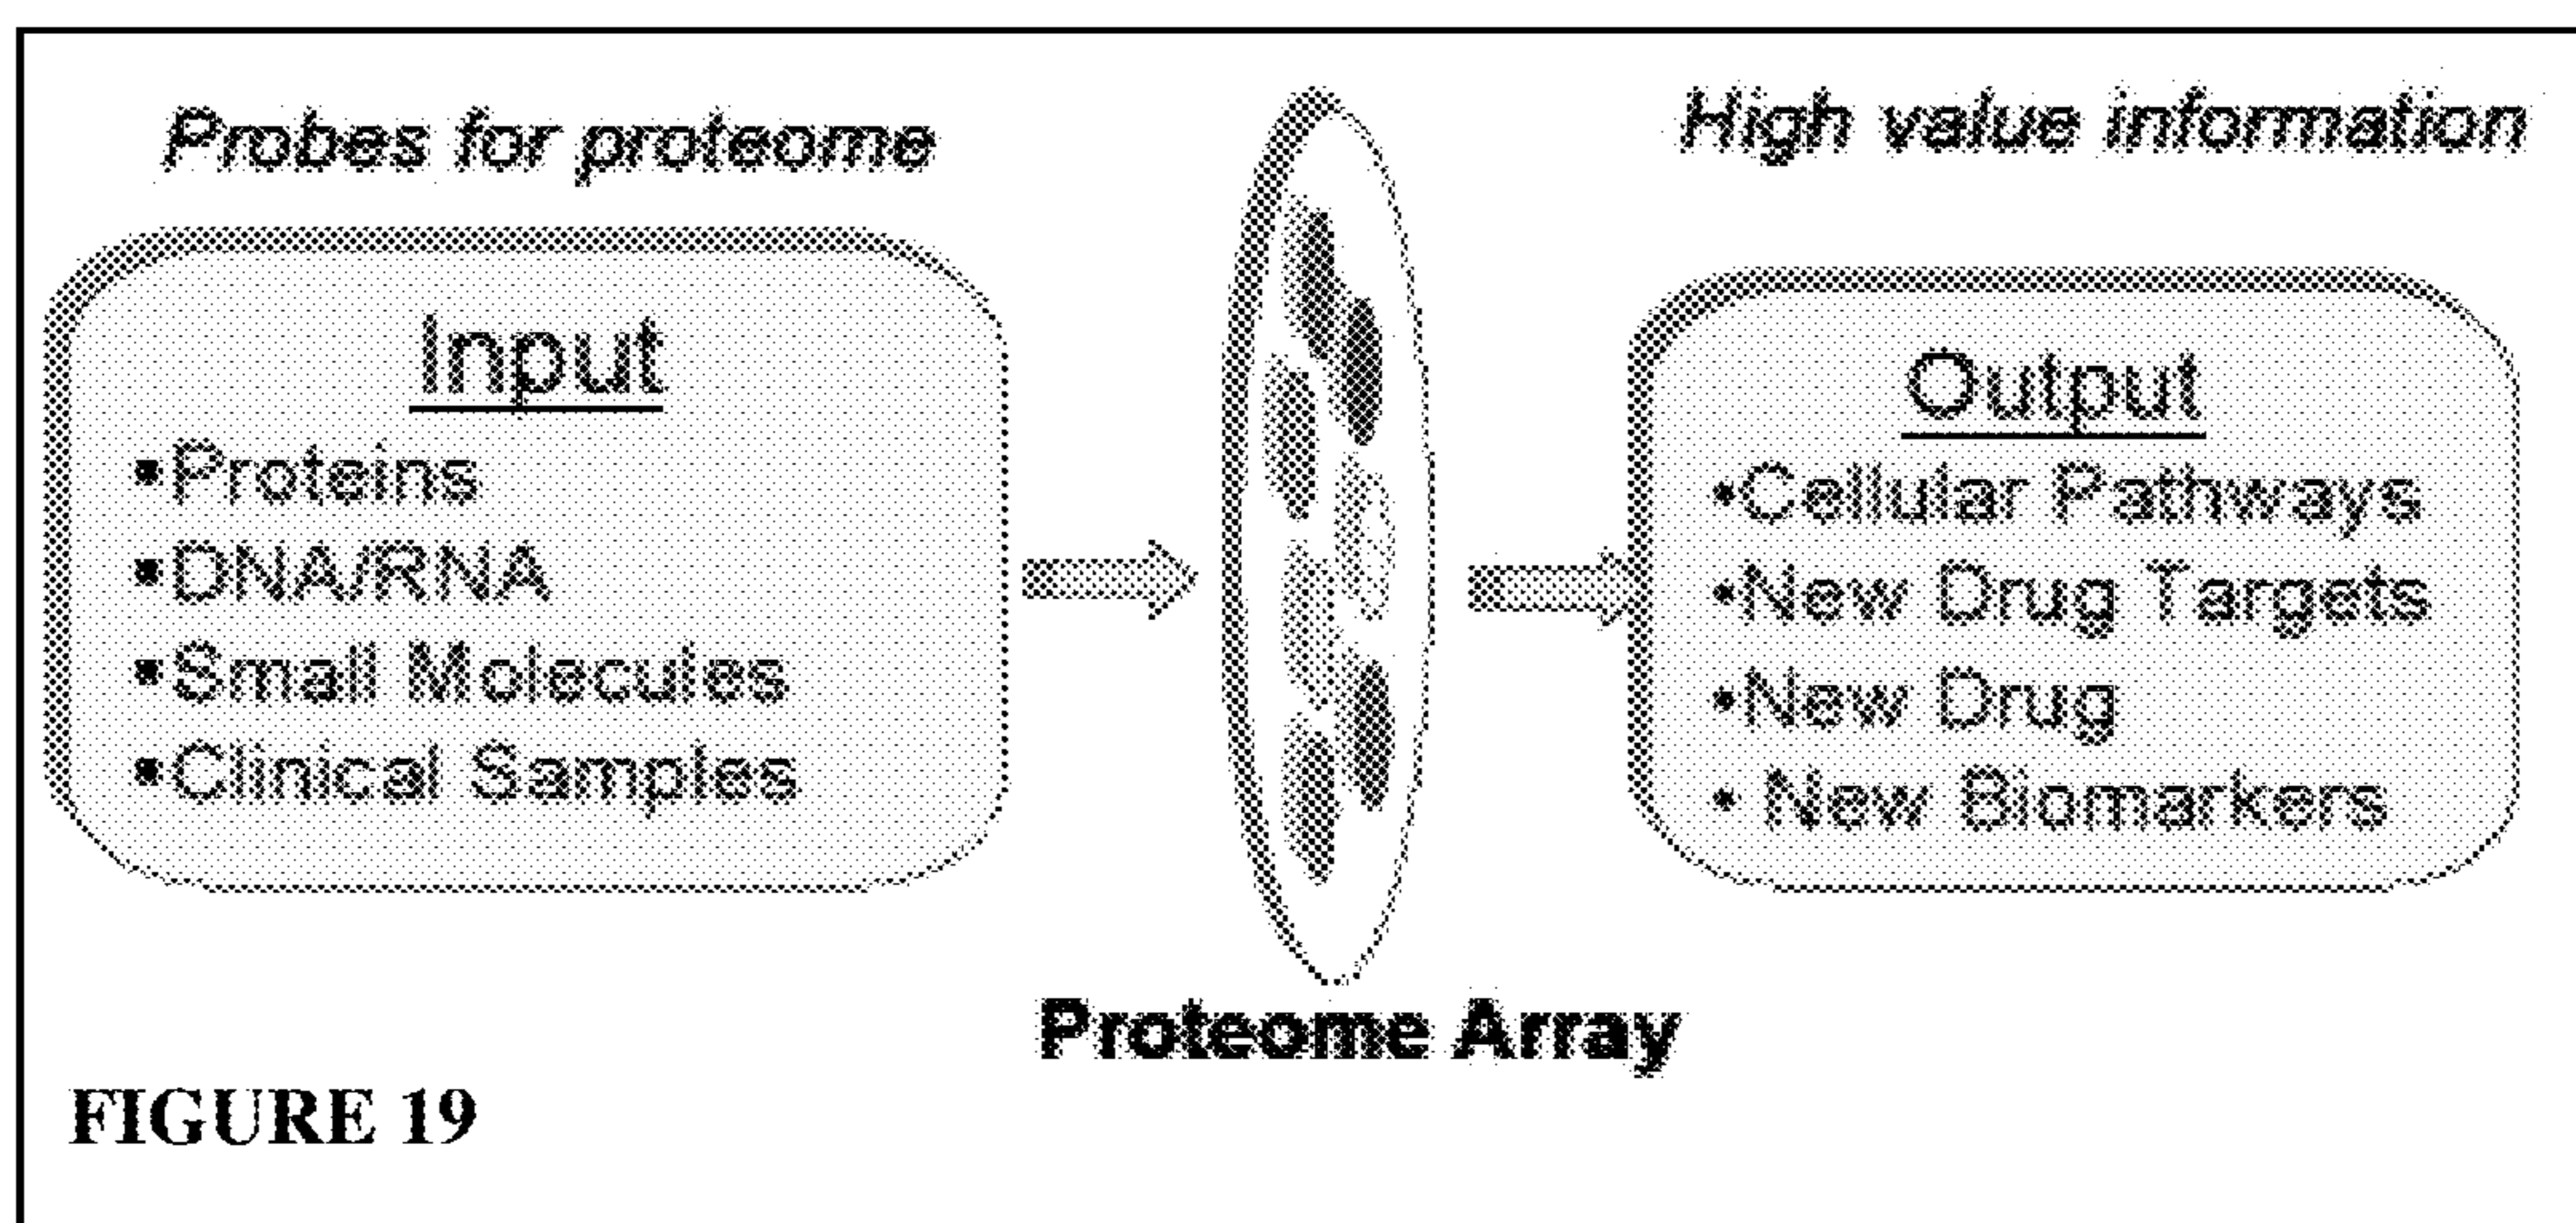 Probes for proteome
High value information
Input
▪Proteins
▪DNA/RNA
▪Small Molecules
▪Clinical Samples
Output
•Cellular Pathways
•New Drug Targets
•New Drug
• New Biomarkers
Proteome Array
FIGURE 19